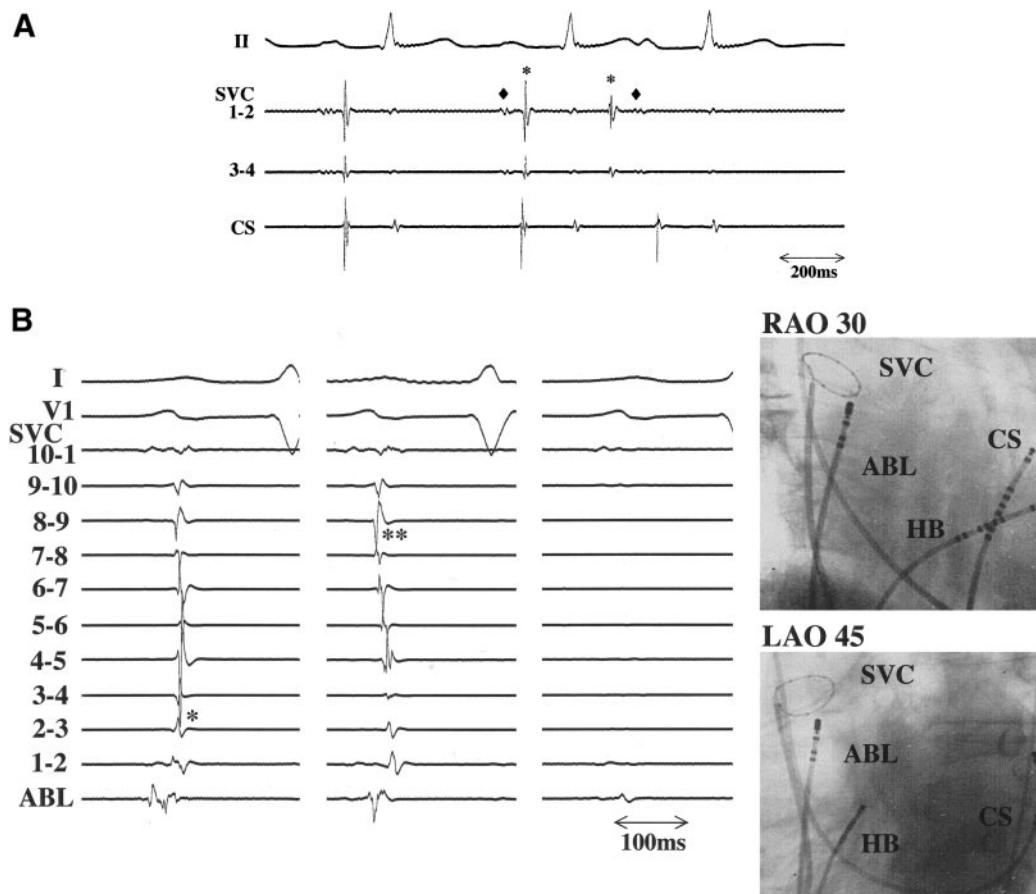 A
II
*
*
♦
♦
SVC
1-2
3-4
CS
200ms
B
I
V1
SVC
10-1
9-10
8-9
**
7-8
6-7
5-6
4-5
3-4
*
2-3
1-2
ABL
100ms
RAO 30
SVC
CS
ABL
HB
LAO 45
SVC
ABL
CS
HB